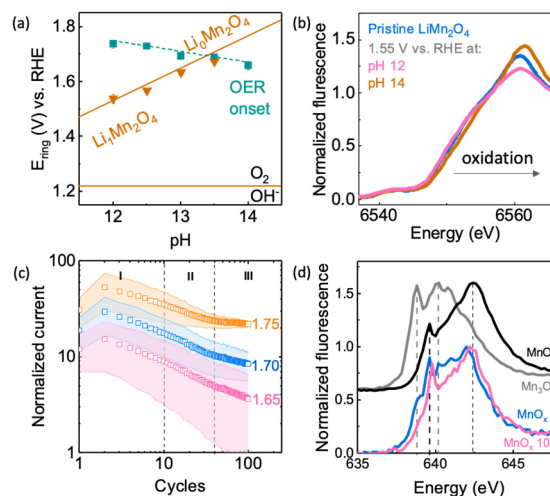 (a)
E_ring (V) vs. RHE
1.8
1.6
1.4
1.2
Li₀Mn₂O₄
Li₁Mn₂O₄
OER
onset
O₂
OH⁻
12
13
14
pH
(b)
Normalized flurescence
1.5
1.0
0.5
0.0
Pristine LiMn₂O₄
1.55 V vs. RHE at:
pH 12
pH 14
oxidation
6540
6560
Energy (eV)
(c)
Normalized current
100
10
1
I
II
III
1.75
1.70
1.65
1
10
100
Cycles
(d)
Normalized fluorescence
1.5
1.0
0.5
0
MnO
Mn₃O
MnOₓ
MnOₓ 10
635
640
645
Energy (eV)